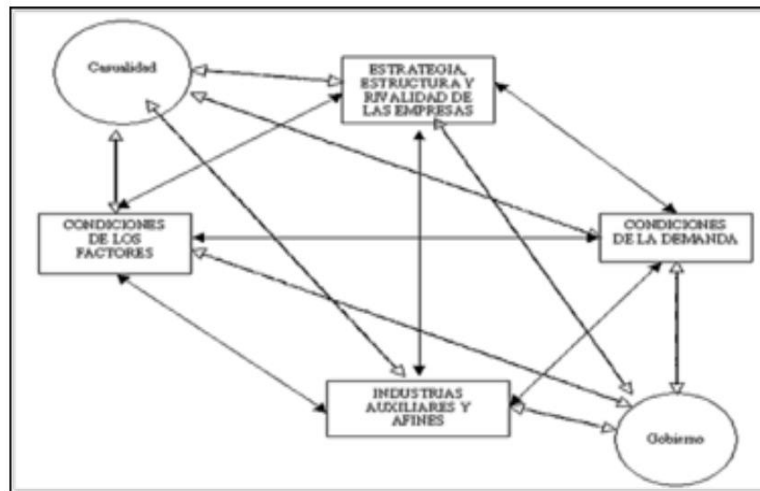 Casualidad
ESTRATEGIA,
ESTRUCTURA Y
RIVALIDAD DE
LAS EMPRESAS
CONDICIONES
DE LOS
FACTORES
CONDICIONES
DE LA DEMANDA
INDUSTRIAS
AUXILIARES Y
AFINES
Gobierno